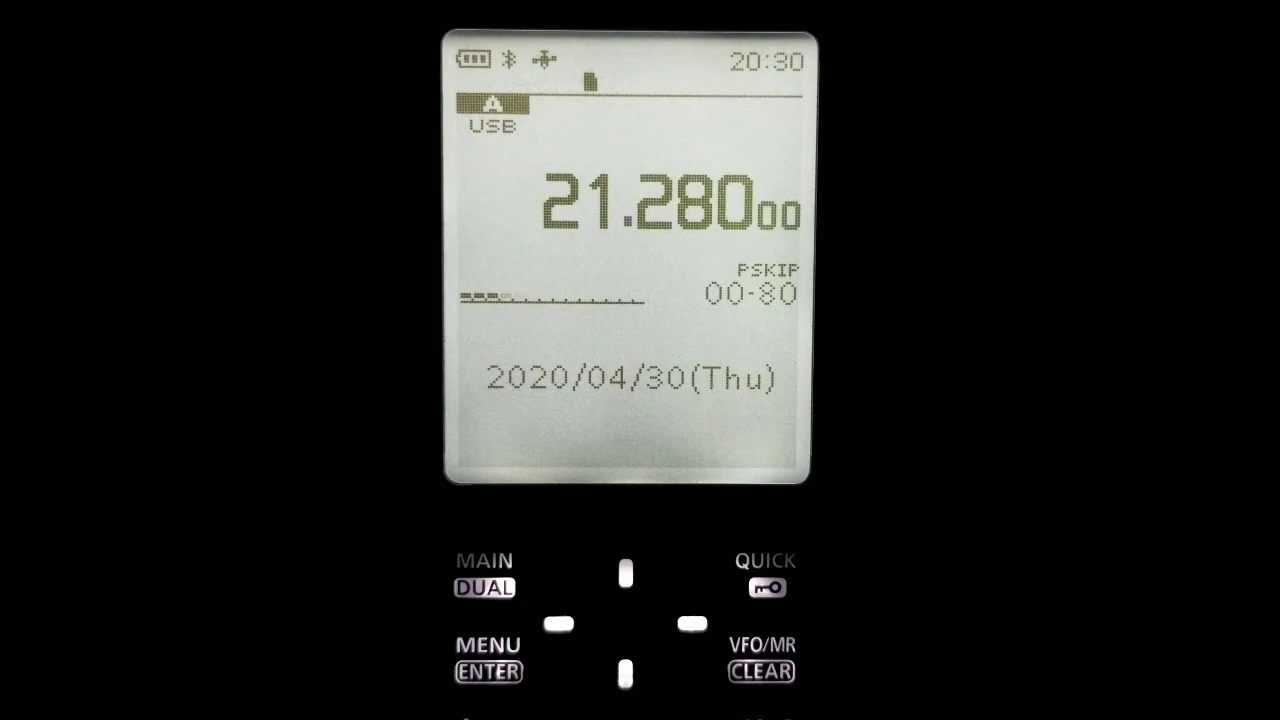 20:30
A
USB
21.28000
PSKIP
00-80
2020/04/30(Thu)
MAIN QUICK
DUAL
MENU VFO/MR
ENTER CLEAR